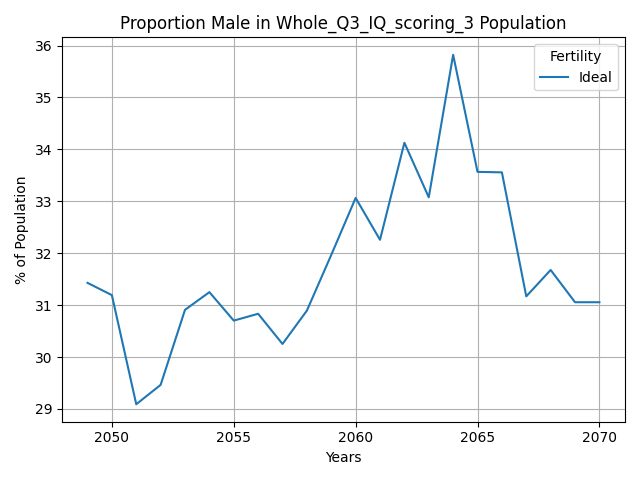 Proportion Male in Whole_Q3_IQ_scoring_3 Population
Fertility
Ideal
36
35
34
33
32
31
30
29
% of Population
2050 2055 2060 2065 2070
Years